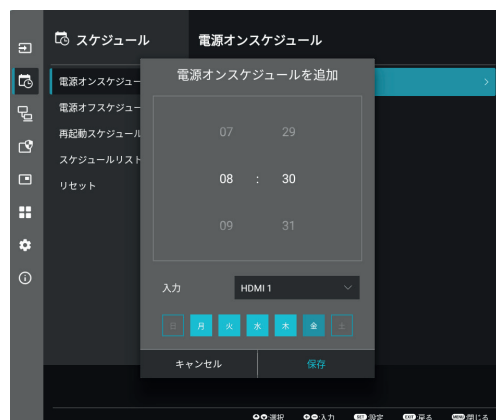 スケジュール
電源オンスケジュール
電源オンスケジュー
電源オフスケジュー
再起動スケジュール
スケジュールリスト
リセット
電源オンスケジュールを追加
07 29
08 : 30
09 31
入力 HDMI 1
日 月 火 水 木 金 土
キャンセル 保存
選択 入力 SET 設定 EXIT 戻る MENU 閉じる